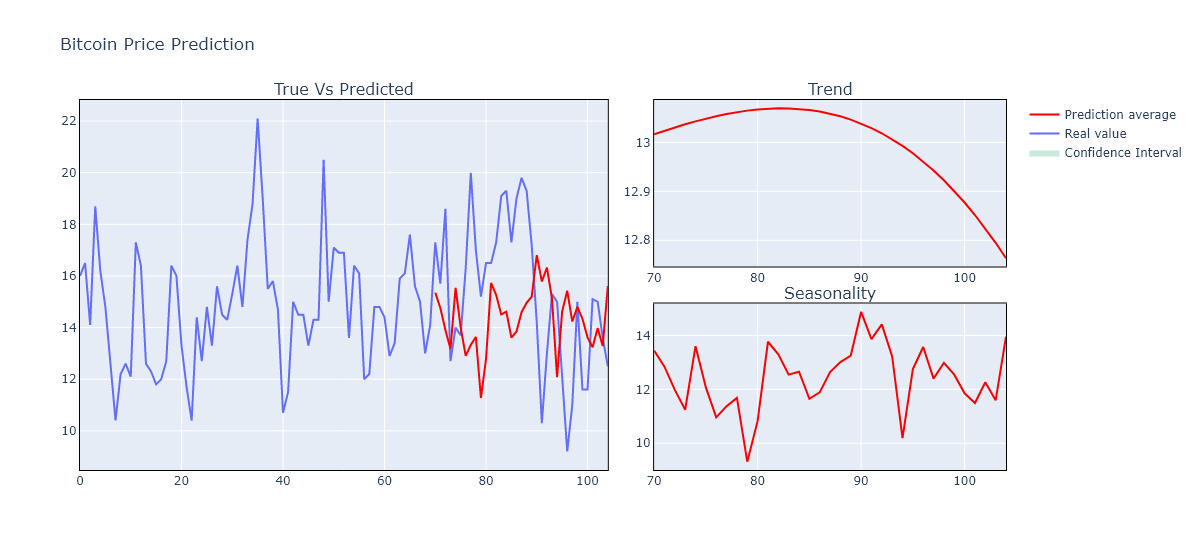 Bitcoin Price Prediction
True Vs Predicted
22
20
18
16
14
12
10
0 20 40 60 80 100
Trend
13
12.9
12.8
70 80 90 100
Seasonality
14
12
10
70 80 90 100
Prediction average
Real value
Confidence Interval